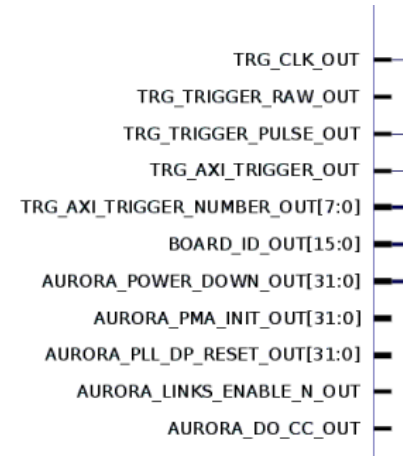 TRG_CLK_OUT
TRG_TRIGGER_RAW_OUT
TRG_TRIGGER_PULSE_OUT
TRG_AXI_TRIGGER_OUT
TRG_AXI_TRIGGER_NUMBER_OUT[7:0]
BOARD_ID_OUT[15:0]
AURORA_POWER_DOWN_OUT[31:0]
AURORA_PMA_INIT_OUT[31:0]
AURORA_PLL_DP_RESET_OUT[31:0]
AURORA_LINKS_ENABLE_N_OUT
AURORA_DO_CC_OUT